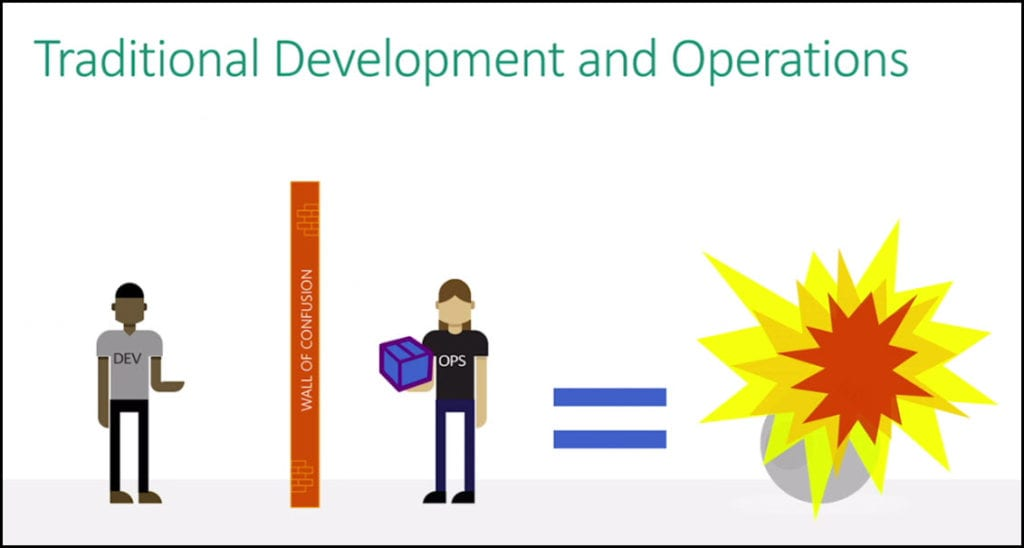 Traditional Development and Operations
DEV
WALL OF CONFUSION
OPS